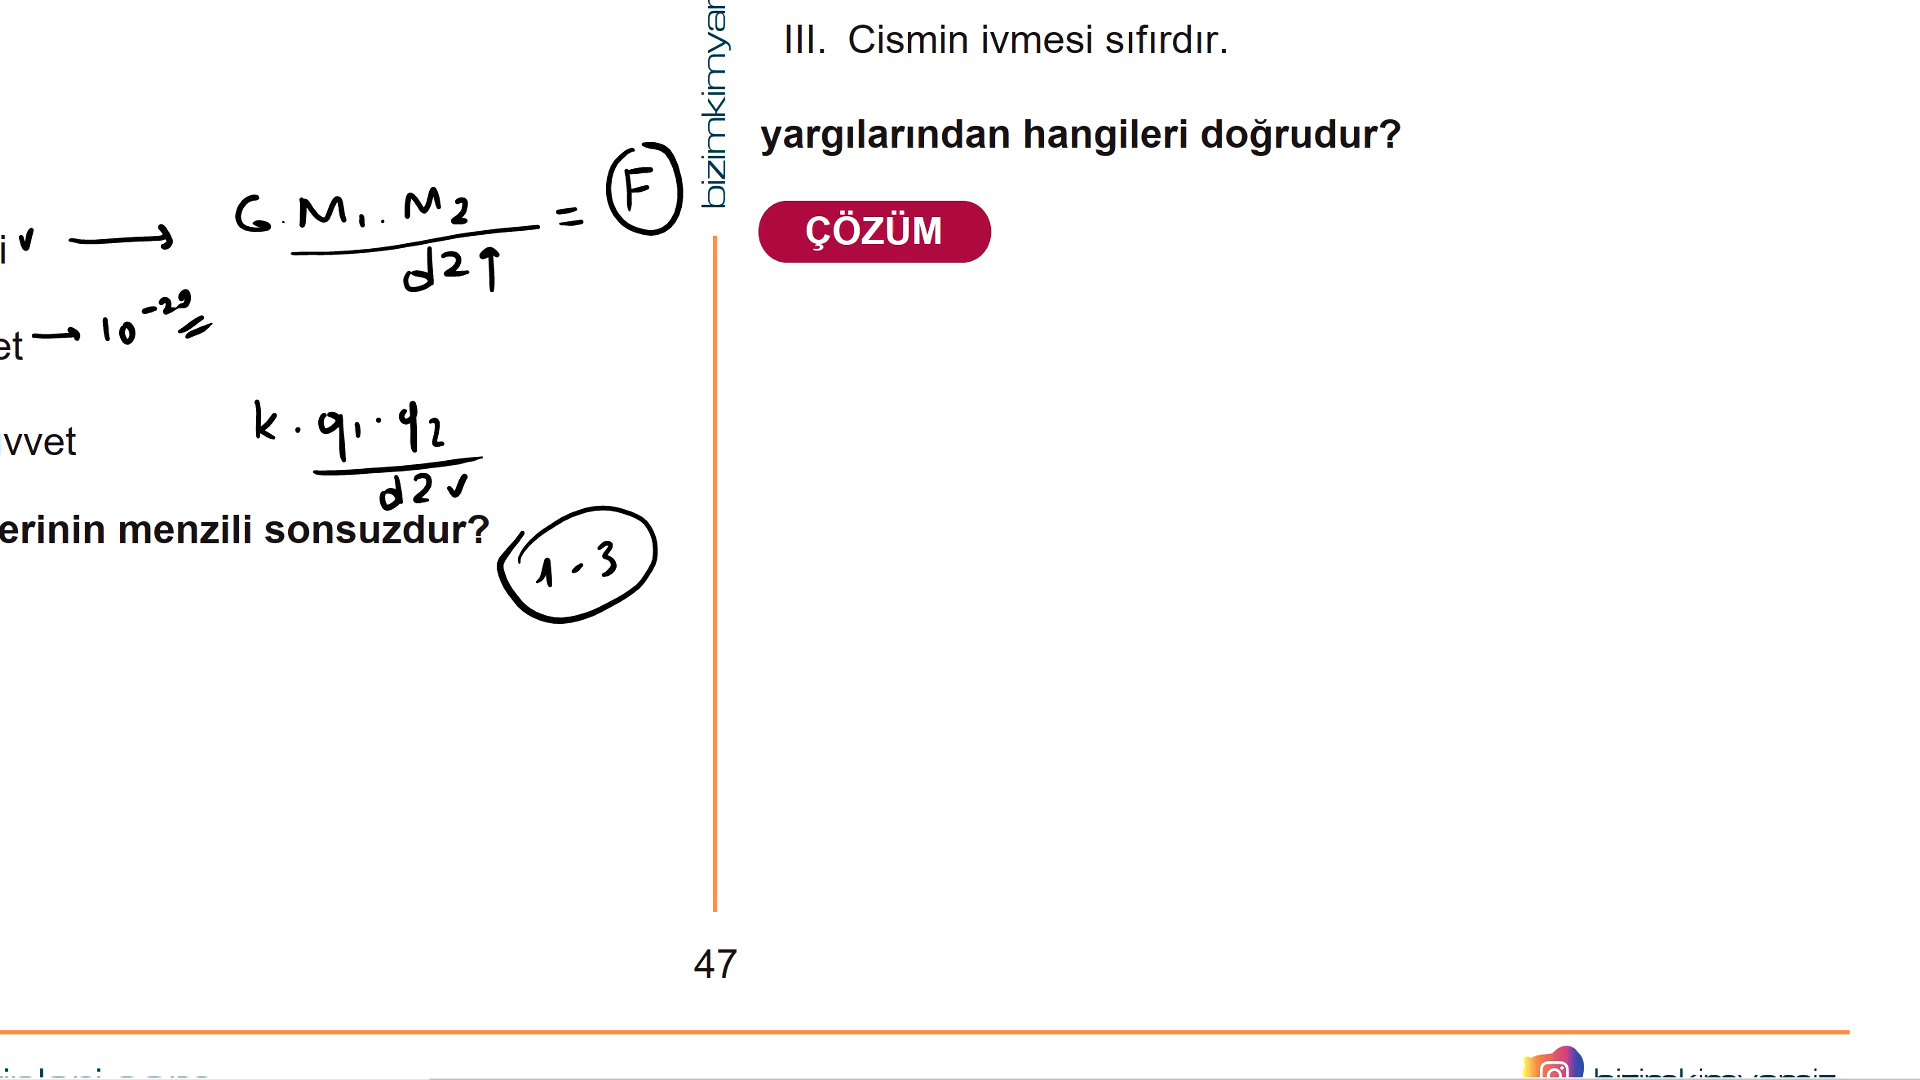 i ✓ → G. M₁. M₂ / d2↑ = F
et → 10⁻²⁹
vvet
k . q₁ . q₂ / d2 ✓
erinin menzili sonsuzdur?
1 - 3
bizimkimyam
III. Cismin ivmesi sıfırdır.
yargılarından hangileri doğrudur?
ÇÖZÜM
47